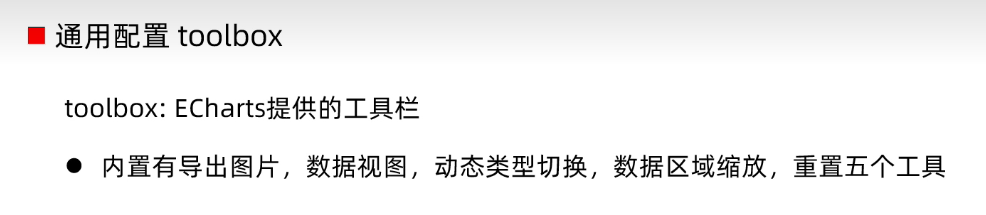 通用配置 toolbox
toolbox: ECharts提供的工具栏
内置有导出图片，数据视图，动态类型切换，数据区域缩放，重置五个工具